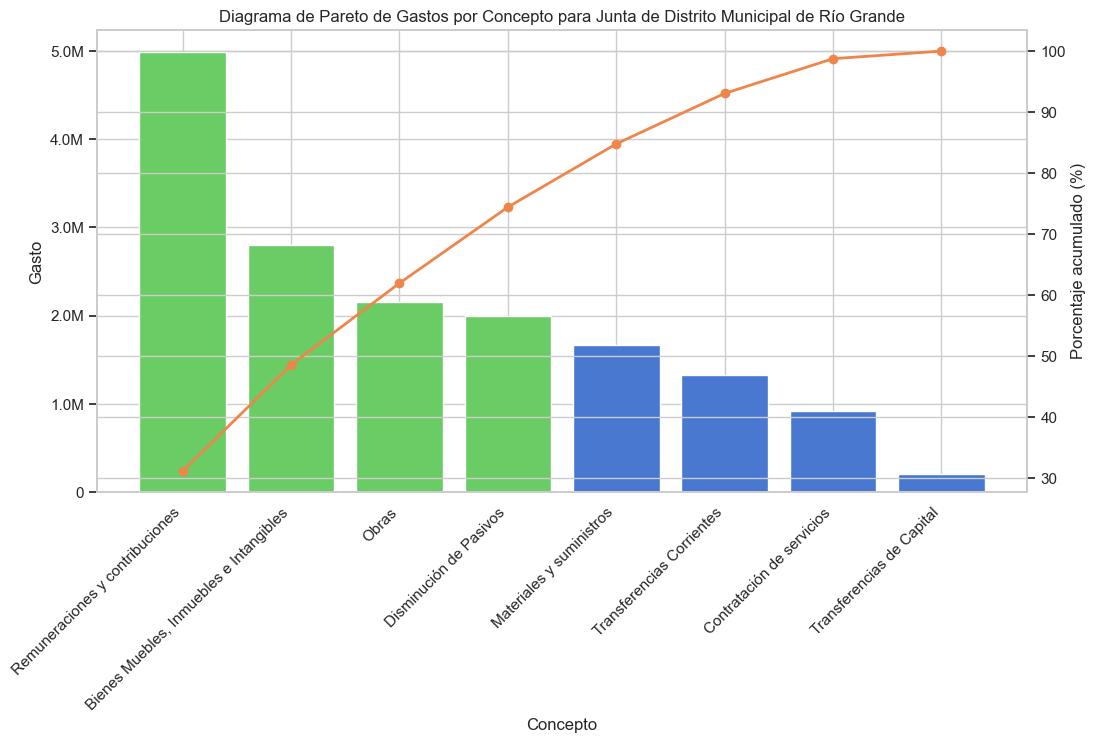 Diagrama de Pareto de Gastos por Concepto para Junta de Distrito Municipal de Río Grande
5.0M
4.0M
3.0M
2.0M
1.0M
0
Gasto
100
90
80
70
60
50
40
30
Porcentaje acumulado (%)
Remuneraciones y contribuciones
Bienes Muebles, Inmuebles e Intangibles
Obras
Disminución de Pasivos
Materiales y suministros
Transferencias Corrientes
Contratación de servicios
Transferencias de Capital
Concepto